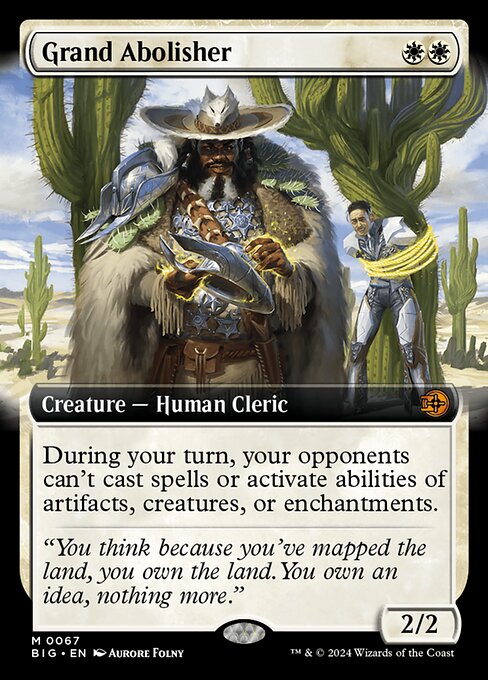 Grand Abolisher
Creature — Human Cleric
During your turn, your opponents
can't cast spells or activate abilities of
artifacts, creatures, or enchantments.
“You think because you've mapped the
land, you own the land. You own an
idea, nothing more.”
2/2
M 0067
BIG • EN AURORE FOLNY
™ & © 2024 Wizards of the Coast